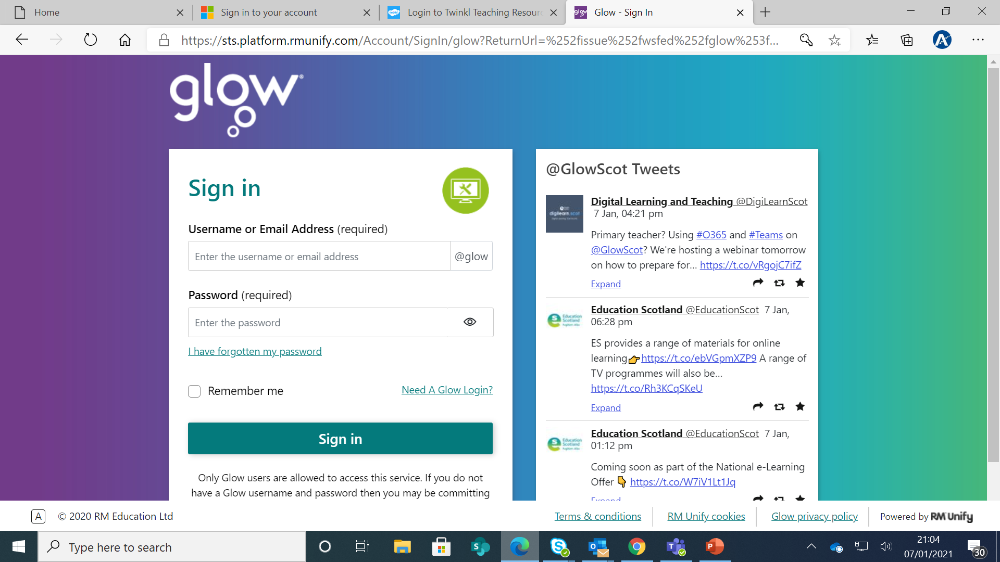 Home
Sign in to your account
Login to Twinkl Teaching Resourc
glow
Glow - Sign In
https://sts.platform.rmunify.com/Account/SignIn/glow?ReturnUrl=%252fissue%252fwsfed%252fglow%253f...
A
glow®
Sign in
Username or Email Address (required)
Enter the username or email address
@glow
Password (required)
Enter the password
I have forgotten my password
Remember me
Need A Glow Login?
Sign in
Only Glow users are allowed to access this service. If you do not
have a Glow username and password then you may be committing
@GlowScot Tweets
digilearn.scot
Digital Learning and Teaching @DigiLearnScot
7 Jan, 04:21 pm
Primary teacher? Using #O365 and #Teams on
@GlowScot? We're hosting a webinar tomorrow
on how to prepare for... https://t.co/vRgojC7ifZ
Expand
Education
Scotland
Education Scotland @EducationScot 7 Jan,
06:28 pm
ES provides a range of materials for online
learning👉https://t.co/ebVGpmXZP9 A range of
TV programmes will also be...
https://t.co/Rh3KCqSKeU
Expand
Education
Scotland
Education Scotland @EducationScot 7 Jan,
01:12 pm
Coming soon as part of the National e-Learning
Offer 👇 https://t.co/W7iV1Lt1Jq
Expand
A © 2020 RM Education Ltd
Terms & conditions
RM Unify cookies
Glow privacy policy
Powered by RM Unify
Type here to search
21:04
07/01/2021
30